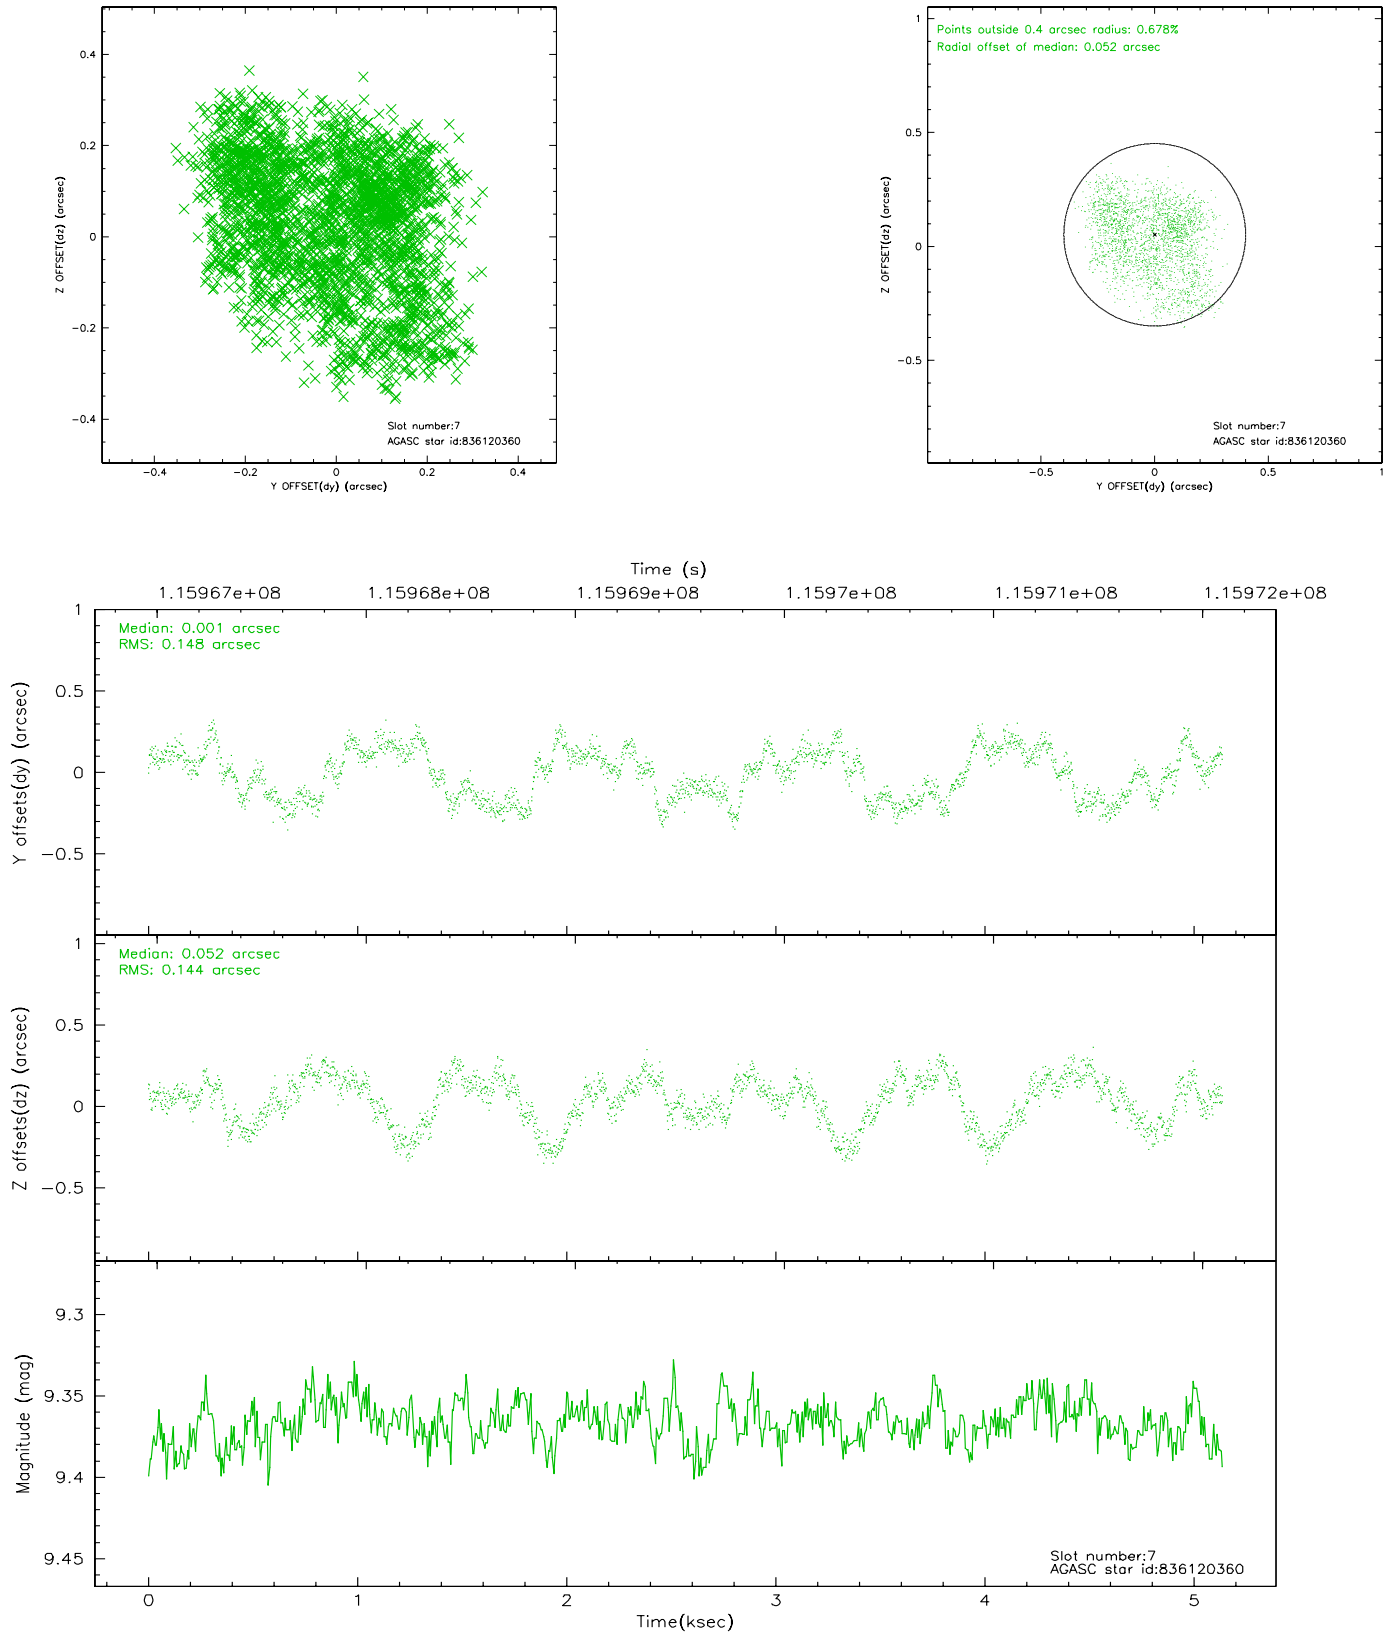 0.4
0.2
0
−0.2
−0.4
Z OFFSET(dz) (arcsec)
Slot number:7
AGASC star id:836120360
−0.4
−0.2
0
0.2
0.4
Y OFFSET(dy) (arcsec)
Points outside 0.4 arcsec radius: 0.678%
Radial offset of median: 0.052 arcsec
1
0.5
0
−0.5
Z OFFSET(dz) (arcsec)
Slot number:7
AGASC star id:836120360
−0.5
0
0.5
1
Y OFFSET(dy) (arcsec)
Time (s)
1.15967e+08
1.15968e+08
1.15969e+08
1.1597e+08
1.15971e+08
1.15972e+08
Median: 0.001 arcsec
RMS: 0.148 arcsec
1
0.5
0
−0.5
Y offsets(dy) (arcsec)
Median: 0.052 arcsec
RMS: 0.144 arcsec
1
0.5
0
−0.5
Z offsets(dz) (arcsec)
9.3
9.35
9.4
9.45
Magnitude (mag)
Slot number:7
AGASC star id:836120360
0
1
2
3
4
5
Time(ksec)